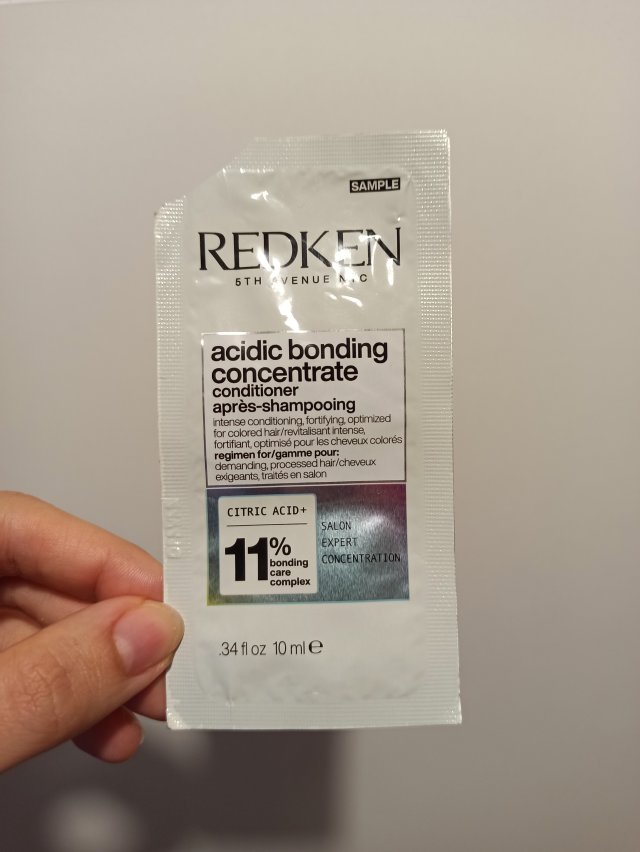 SAMPLE
REDKEN
5TH AVENUE NYC
acidic bonding
concentrate
conditioner
après-shampooing
intense conditioning, fortifying, optimized
for colored hair/revitalisant intense,
fortifiant, optimisé pour les cheveux colorés
regimen for/gamme pour:
demanding, processed hair/cheveux
exigeants, traités en salon
CITRIC ACID+
11%
bonding
care
complex
SALON
EXPERT
CONCENTRATION
.34 fl oz 10 ml e